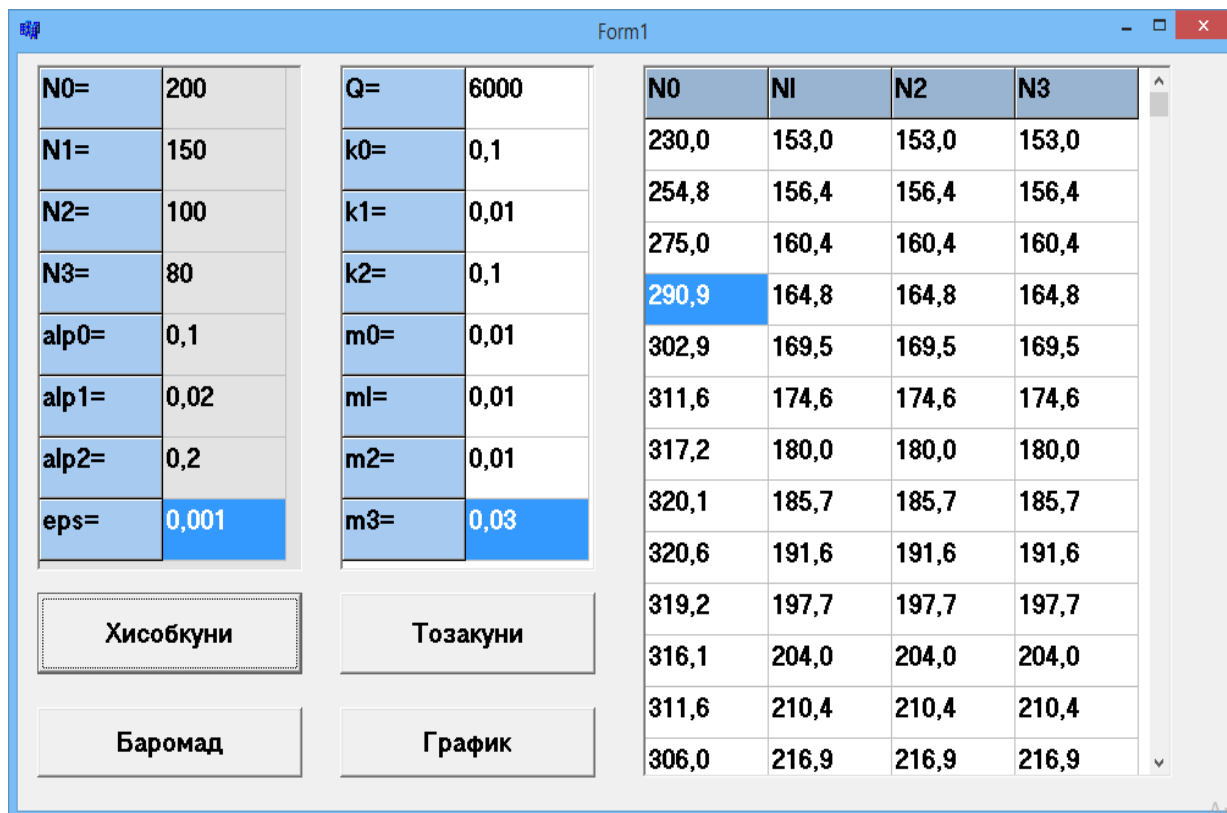 Form1
N0= 200
N1= 150
N2= 100
N3= 80
alp0= 0,1
alp1= 0,02
alp2= 0,2
eps= 0,001
Q= 6000
k0= 0,1
k1= 0,01
k2= 0,1
m0= 0,01
ml= 0,01
m2= 0,01
m3= 0,03
Хисобкуни
Тозакуни
Баромад
График
N0 Nl N2 N3
230,0 153,0 153,0 153,0
254,8 156,4 156,4 156,4
275,0 160,4 160,4 160,4
290,9 164,8 164,8 164,8
302,9 169,5 169,5 169,5
311,6 174,6 174,6 174,6
317,2 180,0 180,0 180,0
320,1 185,7 185,7 185,7
320,6 191,6 191,6 191,6
319,2 197,7 197,7 197,7
316,1 204,0 204,0 204,0
311,6 210,4 210,4 210,4
306,0 216,9 216,9 216,9